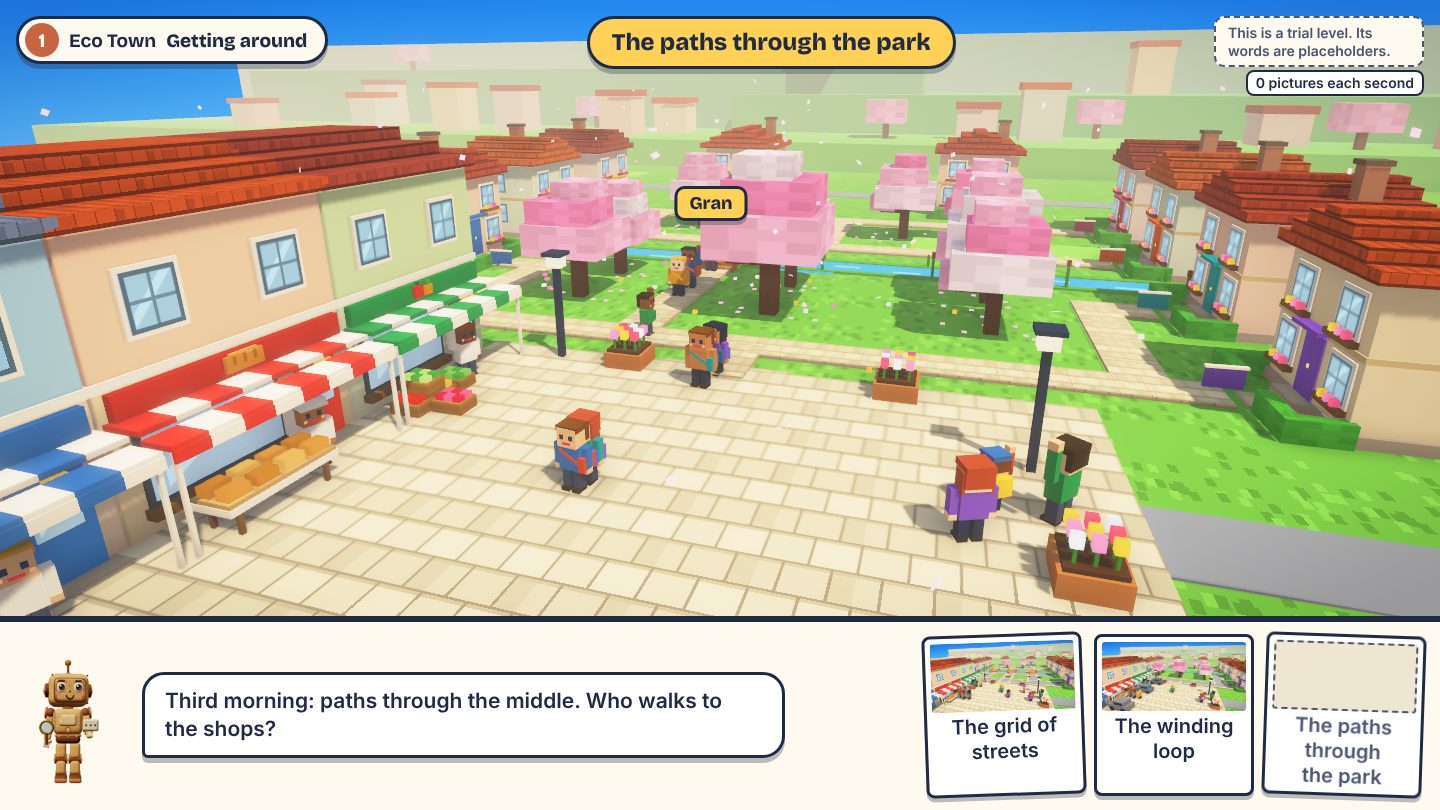 1 Eco Town Getting around
The paths through the park
This is a trial level. Its
words are placeholders.
0 pictures each second
Gran
Third morning: paths through the middle. Who walks to
the shops?
The grid of
streets
The winding
loop
The paths
through
the park